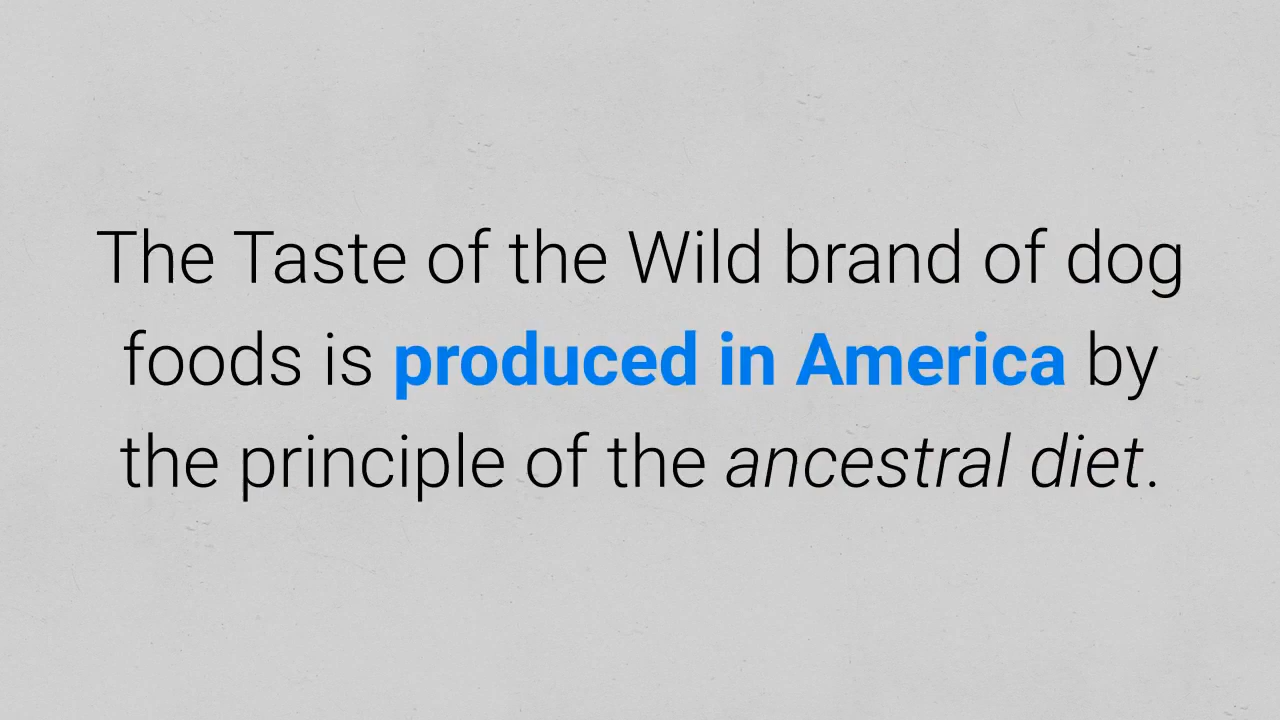 The Taste of the Wild brand of dog
foods is produced in America by
the principle of the ancestral diet.